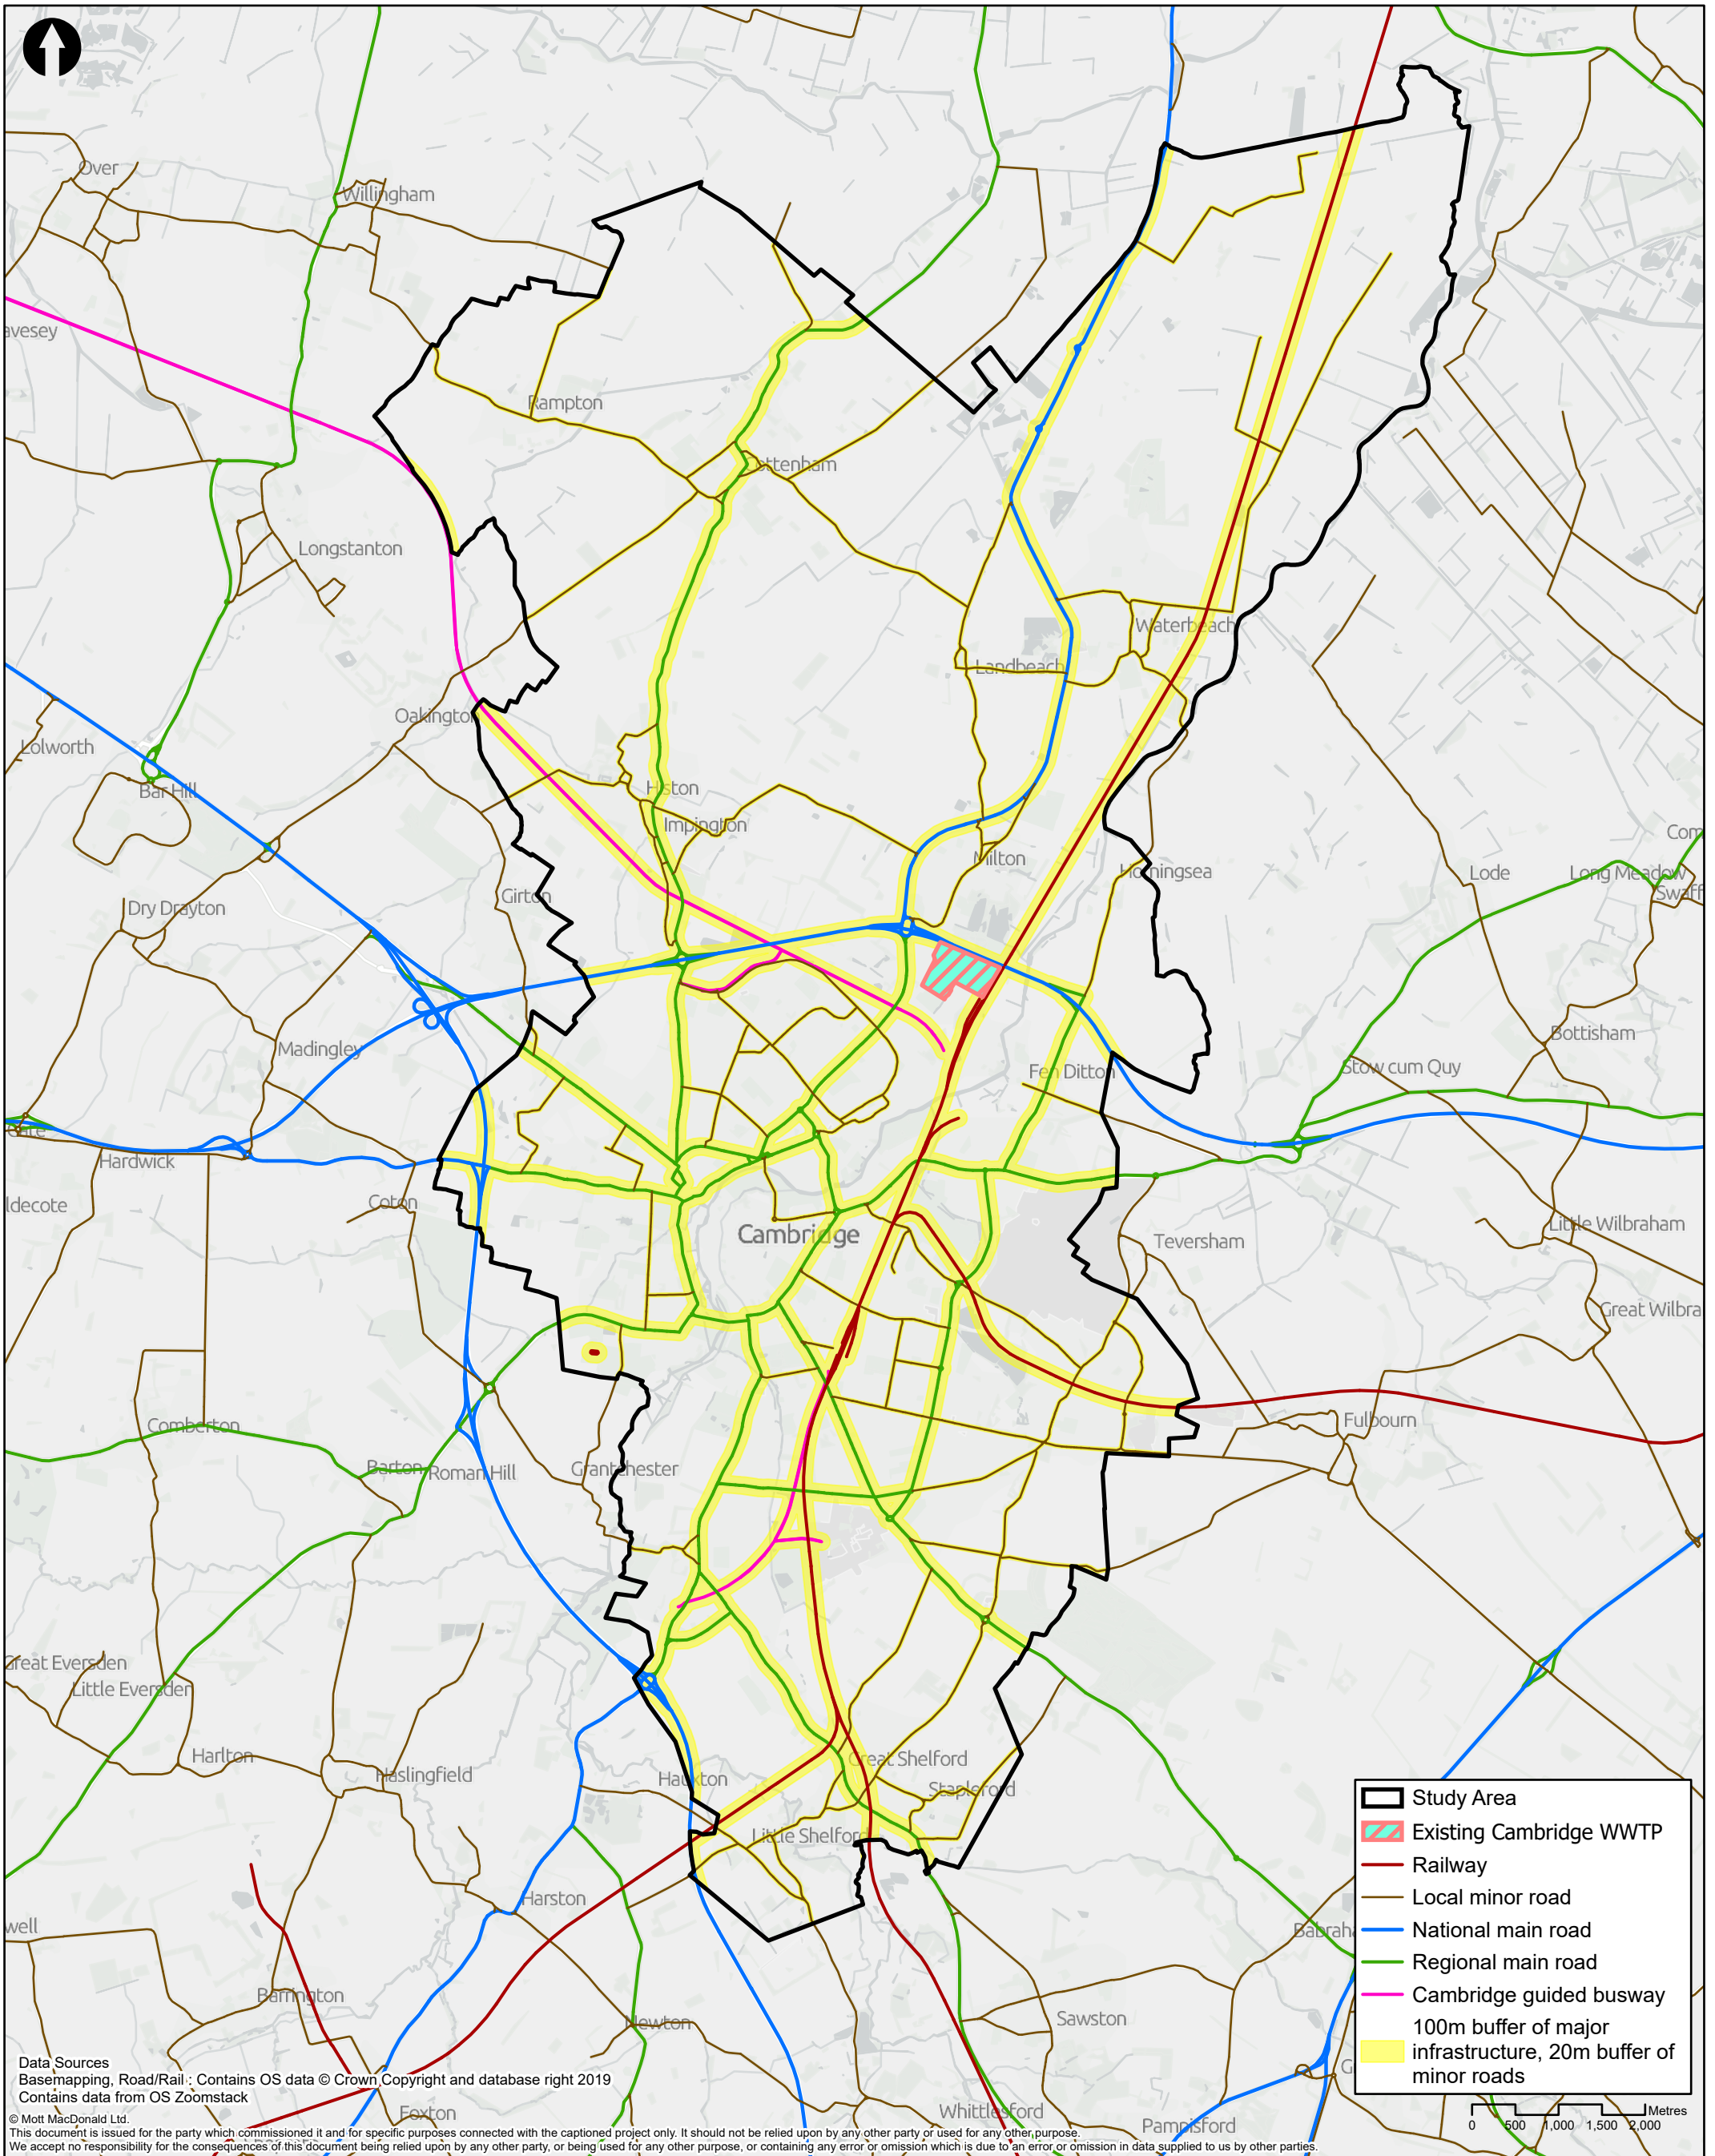 Over
Willingham
avesey
Rampton
Cottenham
Longstanton
Waterbeach
Landbeach
Oakington
Lolworth
Bar Hill
Histon
Impington
Milton
Horningsea
Com
Lode
Long Meadow
Swaff
Girton
Dry Drayton
Madingley
Fen Ditton
Bottisham
Stow cum Quy
Hardwick
ldecote
Coton
Cambridge
Little Wilbraham
Teversham
Great Wilbra
Comberton
Fulbourn
Barton
Roman Hill
Grantchester
Great Eversden
Little Eversden
Harlton
Haslingfield
Hauxton
Great Shelford
Stapleford
Little Shelford
Harston
well
Babraha
Barrington
Newton
Sawston
Foxton
Whittlesford
Pampisford
Study Area
Existing Cambridge WWTP
Railway
Local minor road
National main road
Regional main road
Cambridge guided busway
100m buffer of major
infrastructure, 20m buffer of
minor roads
Metres
0 500 1,000 1,500 2,000
Data Sources
Basemapping, Road/Rail : Contains OS data © Crown Copyright and database right 2019
Contains data from OS Zoomstack
© Mott MacDonald Ltd.
This document is issued for the party which commissioned it and for specific purposes connected with the captioned project only. It should not be relied upon by any other party or used for any other purpose.
We accept no responsibility for the consequences of this document being relied upon by any other party, or being used for any other purpose, or containing any error or omission which is due to an error or omission in data supplied to us by other parties.